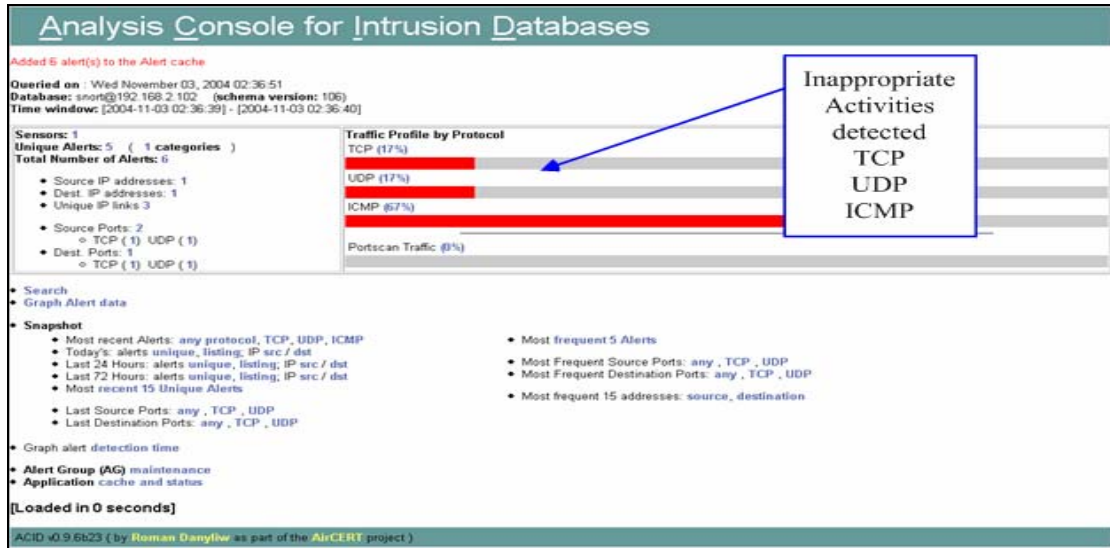 Analysis Console for Intrusion Databases
Added 6 alert(s) to the Alert cache
Queried on : Wed November 03, 2004 02:36:51
Database: snort@192.168.2.102 (schema version: 106)
Time window: [2004-11-03 02:36:39] - [2004-11-03 02:36:40]
Sensors: 1
Unique Alerts: 5 ( 1 categories )
Total Number of Alerts: 6
Source IP addresses: 1
Dest. IP addresses: 1
Unique IP links 3
Source Ports: 2
TCP ( 1) UDP ( 1)
Dest. Ports: 1
TCP ( 1) UDP ( 1)
Traffic Profile by Protocol
TCP (17%)
UDP (17%)
ICMP (67%)
Portscan Traffic (0%)
Inappropriate
Activities
detected
TCP
UDP
ICMP
Search
Graph Alert data
Snapshot
Most recent Alerts: any protocol, TCP, UDP, ICMP
Today's: alerts unique, listing; IP src / dst
Last 24 Hours: alerts unique, listing; IP src / dst
Last 72 Hours: alerts unique, listing; IP src / dst
Most recent 15 Unique Alerts
Last Source Ports: any , TCP , UDP
Last Destination Ports: any , TCP , UDP
Most frequent 5 Alerts
Most Frequent Source Ports: any , TCP , UDP
Most Frequent Destination Ports: any , TCP , UDP
Most frequent 15 addresses: source, destination
Graph alert detection time
Alert Group (AG) maintenance
Application cache and status
[Loaded in 0 seconds]
ACID v0.9.6b23 ( by Roman Danyliw as part of the AirCERT project )